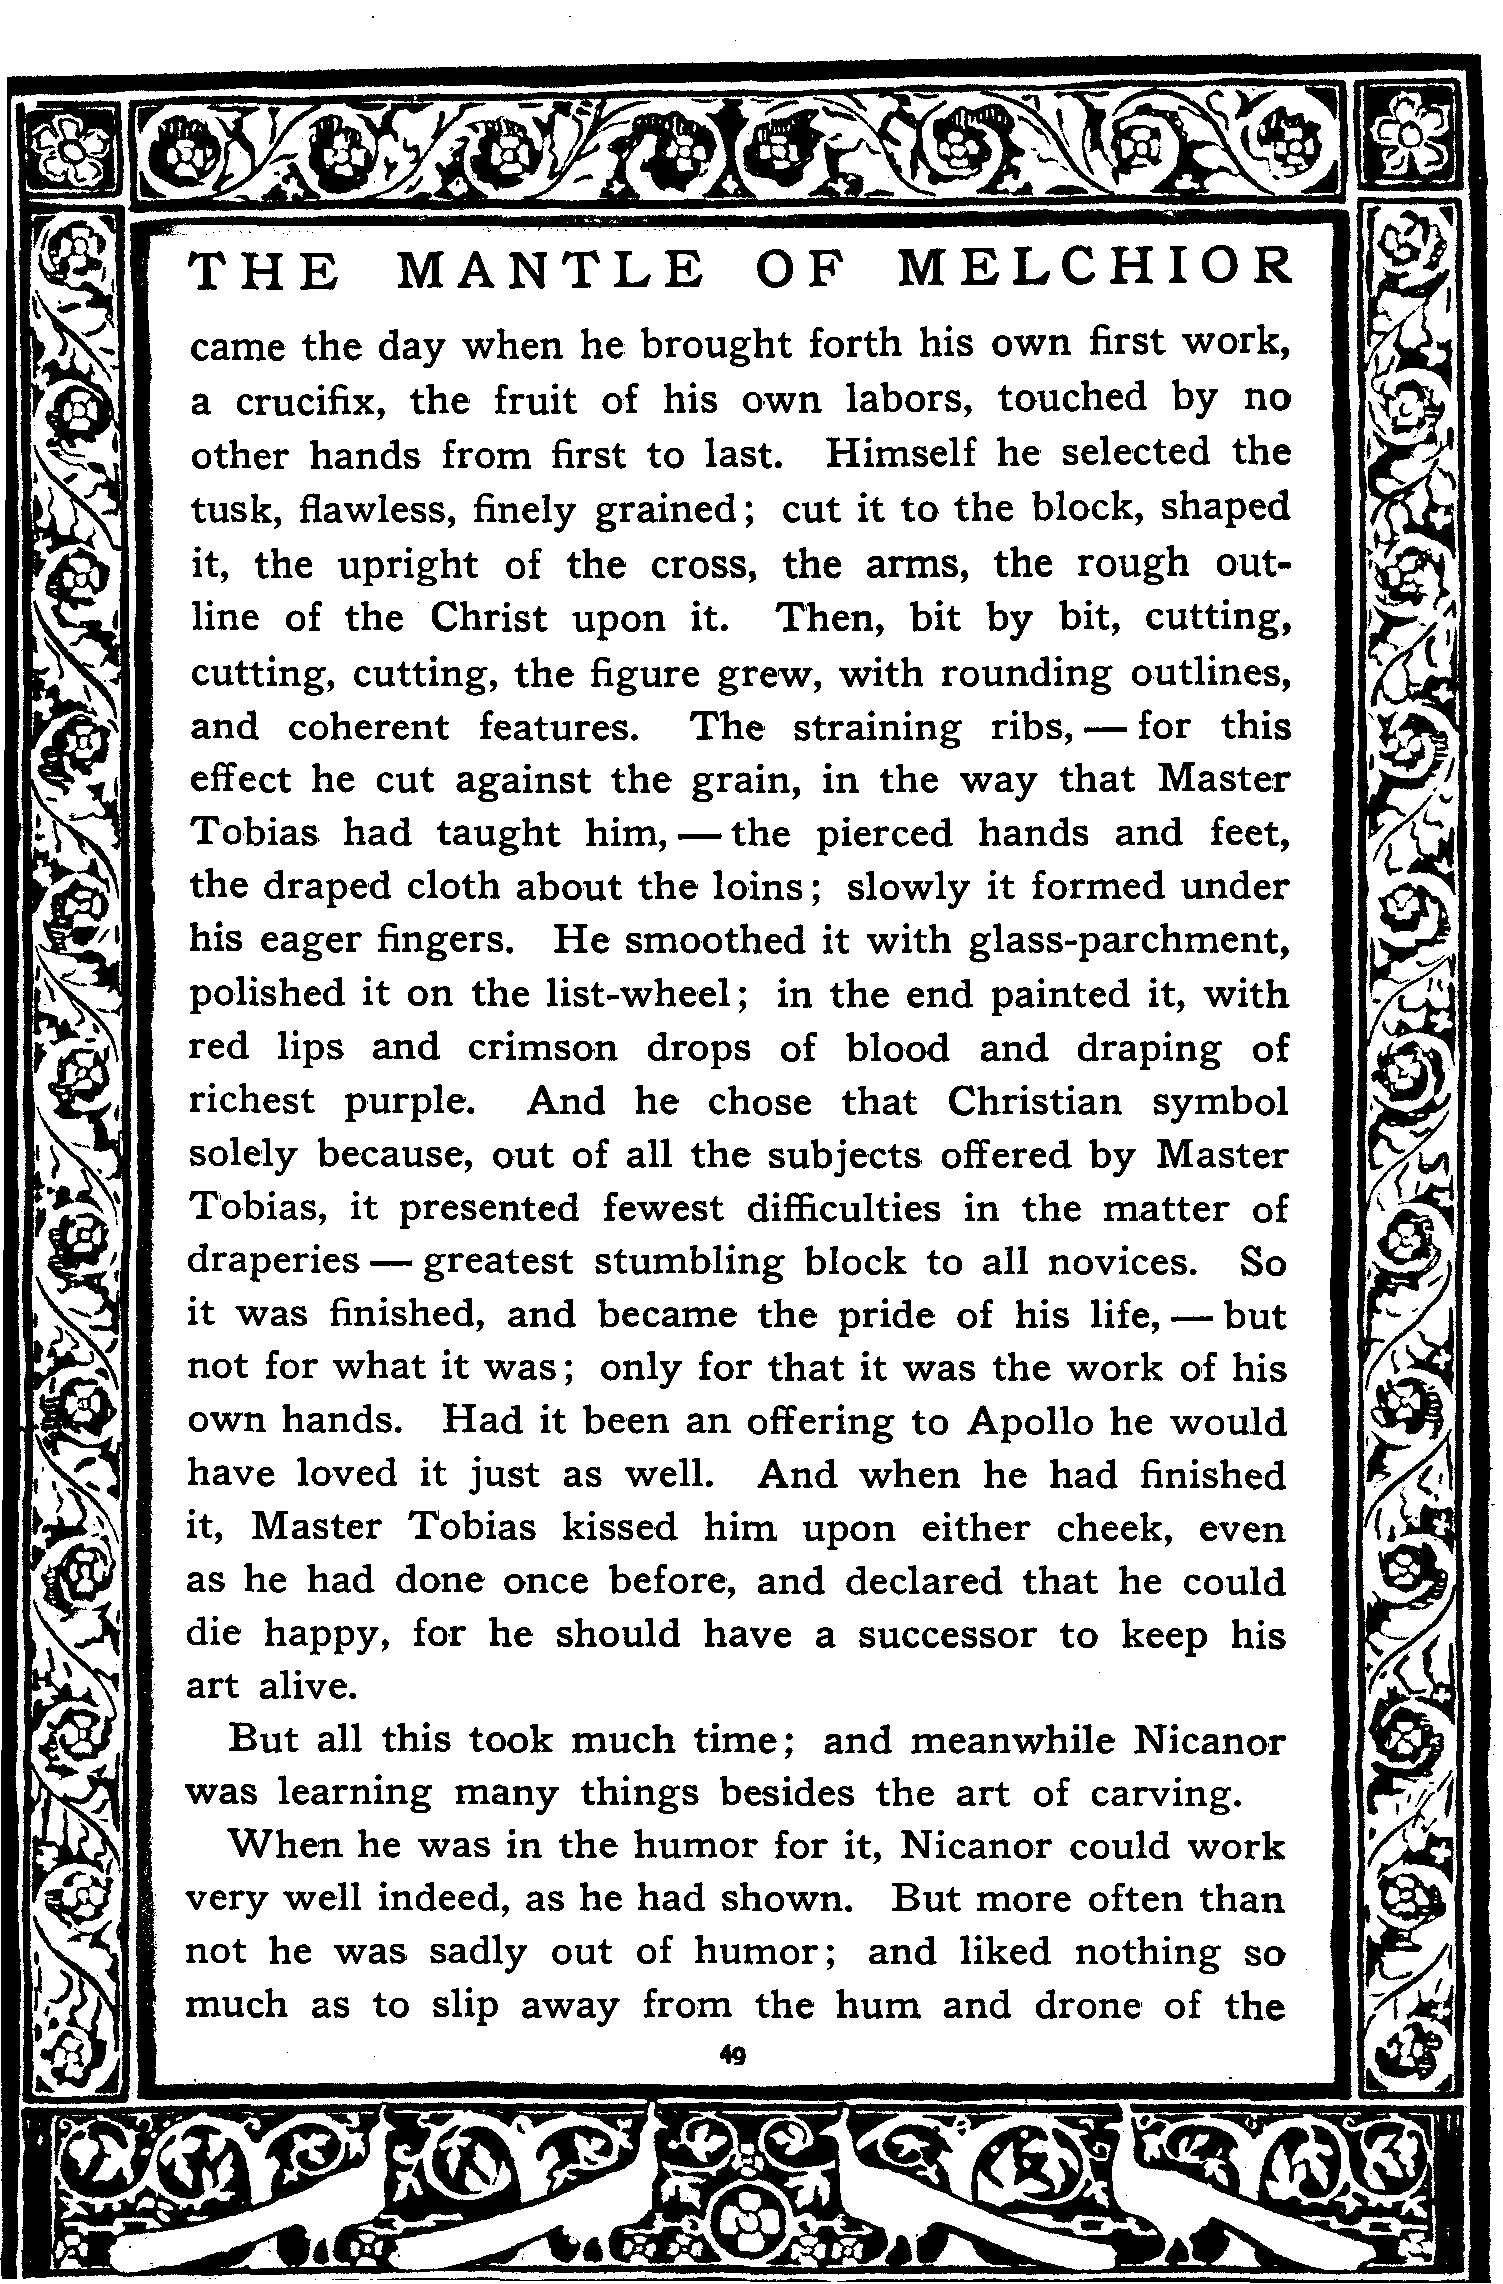 THE MANTLE OF MELCHIOR
came the day when he brought forth his own first work,
a crucifix, the fruit of his own labors, touched by no
other hands from first to last. Himself he selected the
tusk, flawless, finely grained; cut it to the block, shaped
it, the upright of the cross, the arms, the rough out-
line of the Christ upon it. Then, bit by bit, cutting,
cutting, cutting, the figure grew, with rounding outlines,
and coherent features. The straining ribs, — for this
effect he cut against the grain, in the way that Master
Tobias had taught him, — the pierced hands and feet,
the draped cloth about the loins; slowly it formed under
his eager fingers. He smoothed it with glass-parchment,
polished it on the list-wheel; in the end painted it, with
red lips and crimson drops of blood and draping of
richest purple. And he chose that Christian symbol
solely because, out of all the subjects offered by Master
Tobias, it presented fewest difficulties in the matter of
draperies — greatest stumbling block to all novices. So
it was finished, and became the pride of his life, — but
not for what it was; only for that it was the work of his
own hands. Had it been an offering to Apollo he would
have loved it just as well. And when he had finished
it, Master Tobias kissed him upon either cheek, even
as he had done once before, and declared that he could
die happy, for he should have a successor to keep his
art alive.
But all this took much time; and meanwhile Nicanor
was learning many things besides the art of carving.
When he was in the humor for it, Nicanor could work
very well indeed, as he had shown. But more often than
not he was sadly out of humor; and liked nothing so
much as to slip away from the hum and drone of the
49